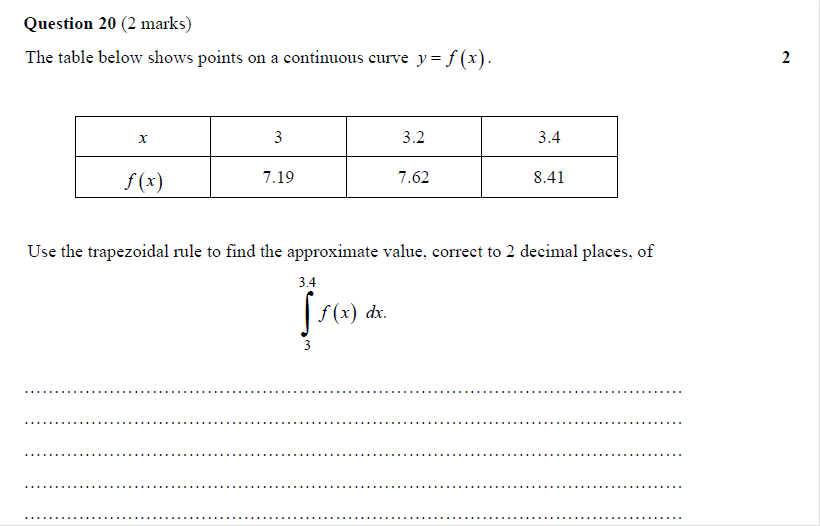 Question 20 (2 marks)
The table below shows points on a continuous curve y = f(x). 2
x 3 3.2 3.4
f(x) 7.19 7.62 8.41
Use the trapezoidal rule to find the approximate value, correct to 2 decimal places, of
3.4
∫ f(x) dx.
3